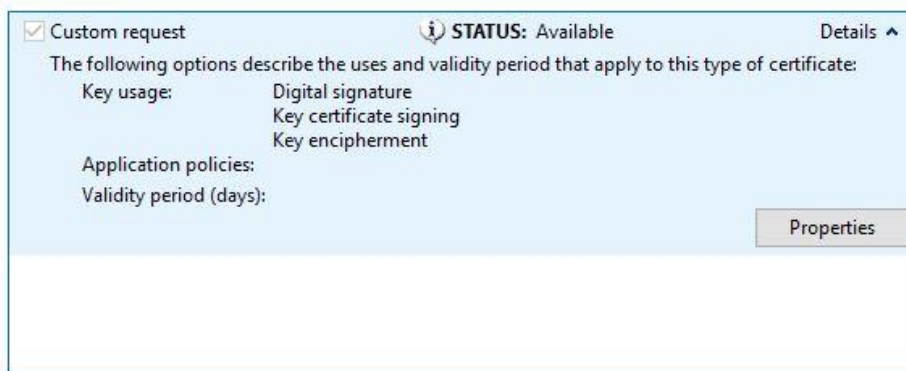 Custom request STATUS: Available Details
The following options describe the uses and validity period that apply to this type of certificate:
Key usage: Digital signature
Key certificate signing
Key encipherment
Application policies:
Validity period (days):
Properties